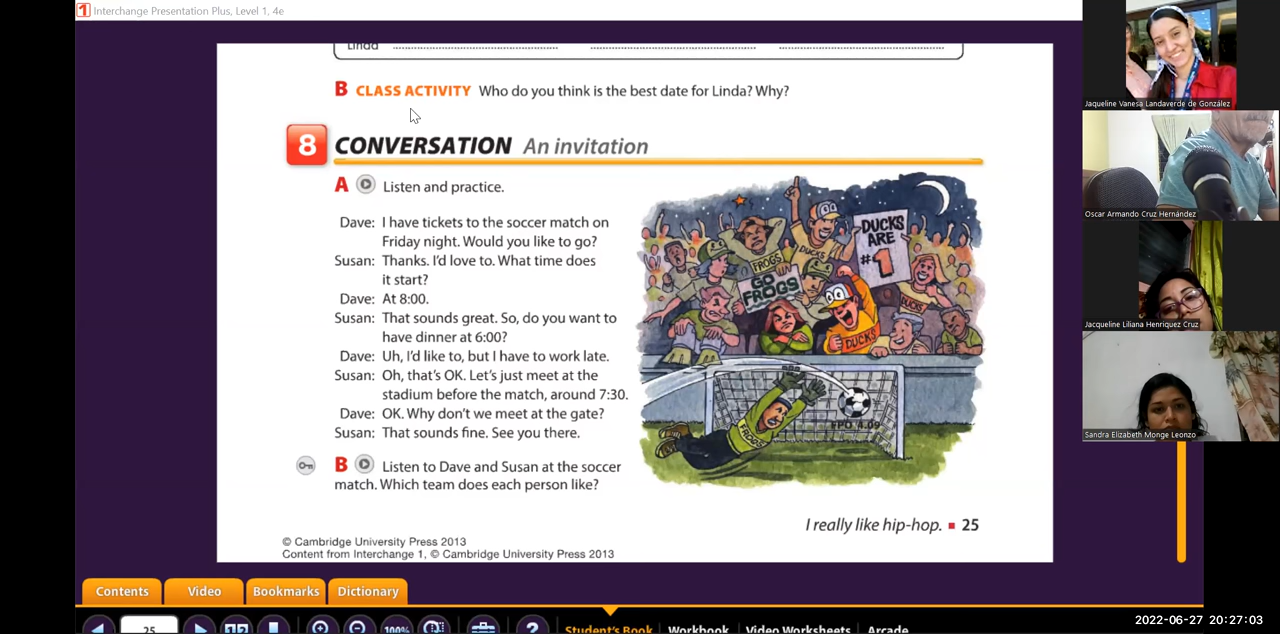 Interchange Presentation Plus, Level 1, 4e
Linda
B CLASS ACTIVITY Who do you think is the best date for Linda? Why?
8 CONVERSATION An invitation
A Listen and practice.
Dave: I have tickets to the soccer match on
Friday night. Would you like to go?
Susan: Thanks. I'd love to. What time does
it start?
Dave: At 8:00.
Susan: That sounds great. So, do you want to
have dinner at 6:00?
Dave: Uh, I'd like to, but I have to work late.
Susan: Oh, that's OK. Let's just meet at the
stadium before the match, around 7:30.
Dave: OK. Why don't we meet at the gate?
Susan: That sounds fine. See you there.
B Listen to Dave and Susan at the soccer
match. Which team does each person like?
DUCKS
ARE
#1
DUCKS
FROGS
GO
FROGS
DUCKS
DUCKS
FROGS
I really like hip-hop. ▪ 25
© Cambridge University Press 2013
Content from Interchange 1, © Cambridge University Press 2013
Contents Video Bookmarks Dictionary
25
100%
Student's Book Workbook Video Worksheets Arcade
Jaqueline Vanesa Landaverde de González
Oscar Armando Cruz Hernández
Jacqueline Liliana Henriquez Cruz
Sandra Elizabeth Monge Leonzo
2022-06-27 20:27:03